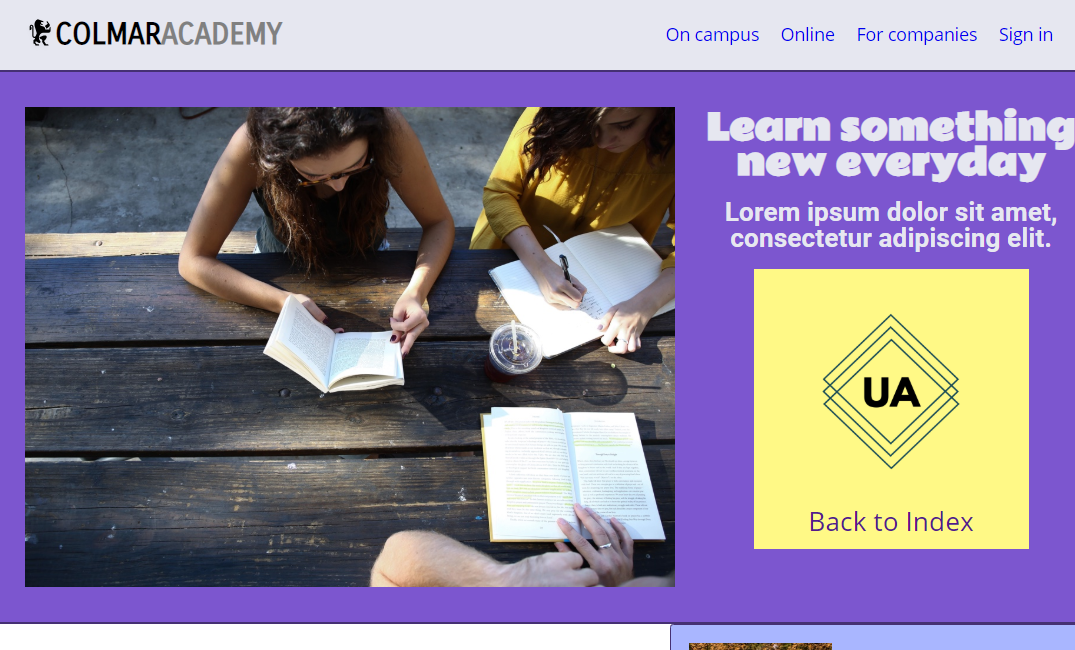 COLMARACADEMY
On campus Online For companies Sign in
Learn something
new everyday
Lorem ipsum dolor sit amet,
consectetur adipiscing elit.
UA
Back to Index